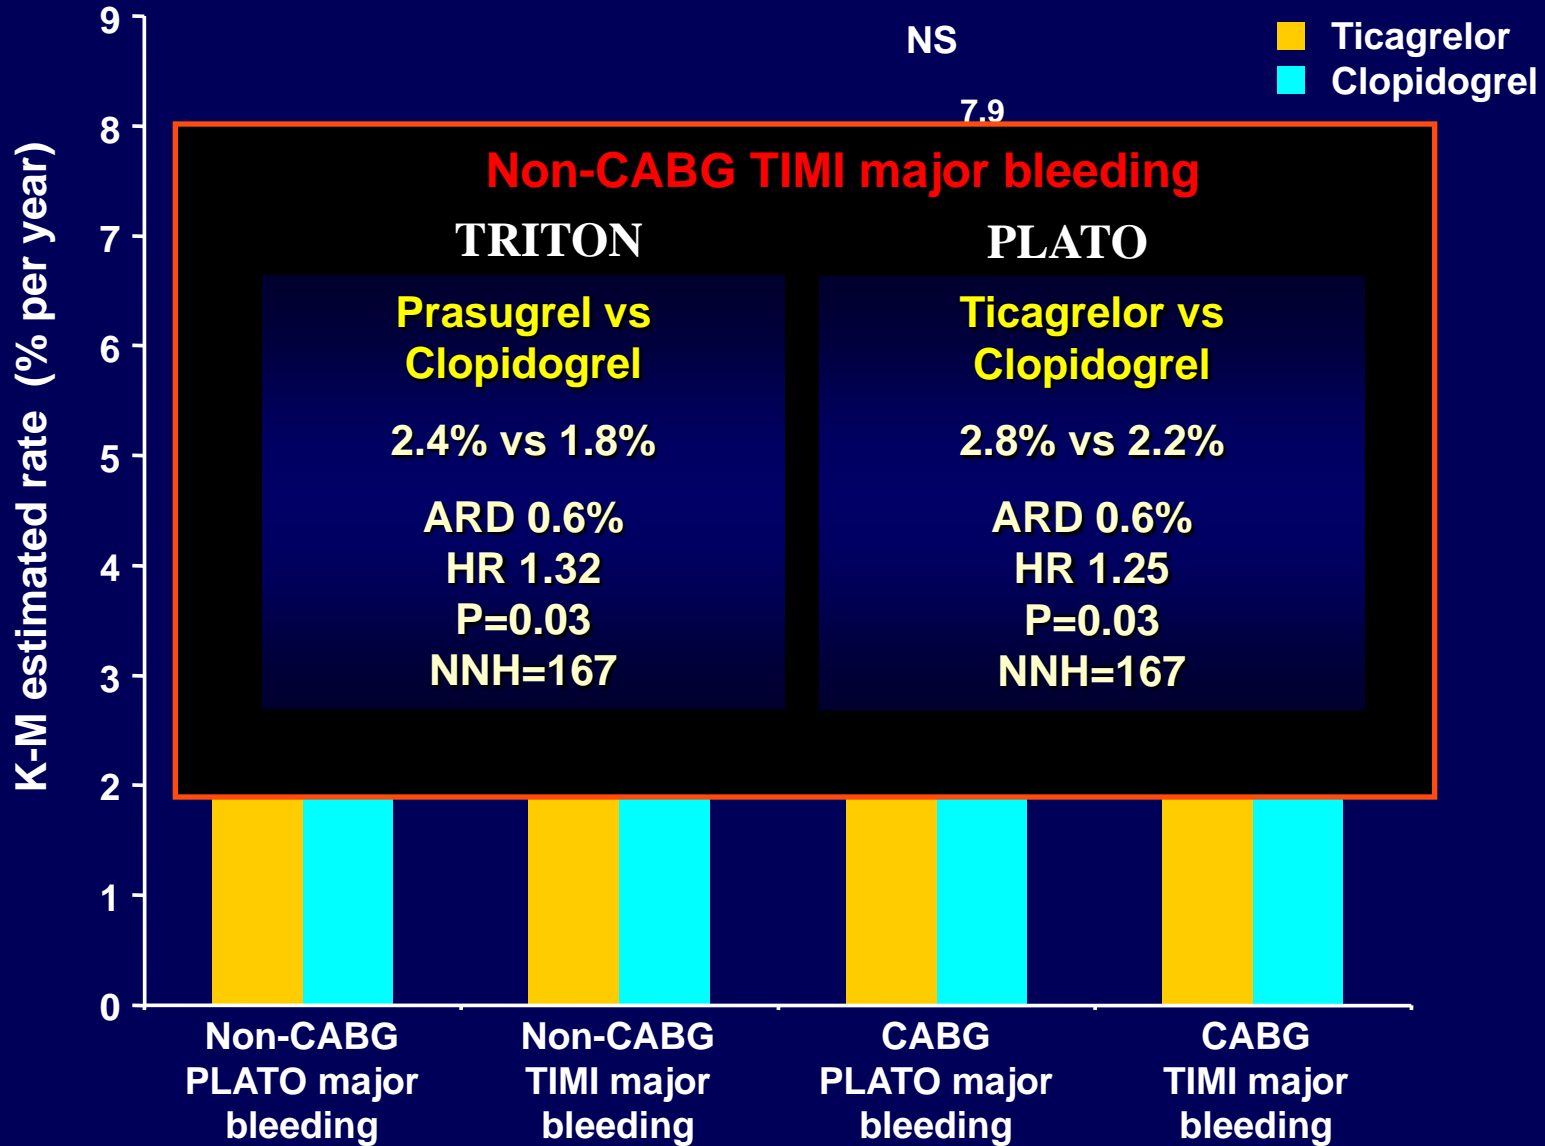 K-M estimated rate (% per year)
9
8
7
6
5
4
3
2
1
0
NS
7.9
Ticagrelor
Clopidogrel
Non-CABG TIMI major bleeding
TRITON
Prasugrel vs
Clopidogrel
2.4% vs 1.8%
ARD 0.6%
HR 1.32
P=0.03
NNH=167
PLATO
Ticagrelor vs
Clopidogrel
2.8% vs 2.2%
ARD 0.6%
HR 1.25
P=0.03
NNH=167
Non-CABG
PLATO major
bleeding
Non-CABG
TIMI major
bleeding
CABG
PLATO major
bleeding
CABG
TIMI major
bleeding